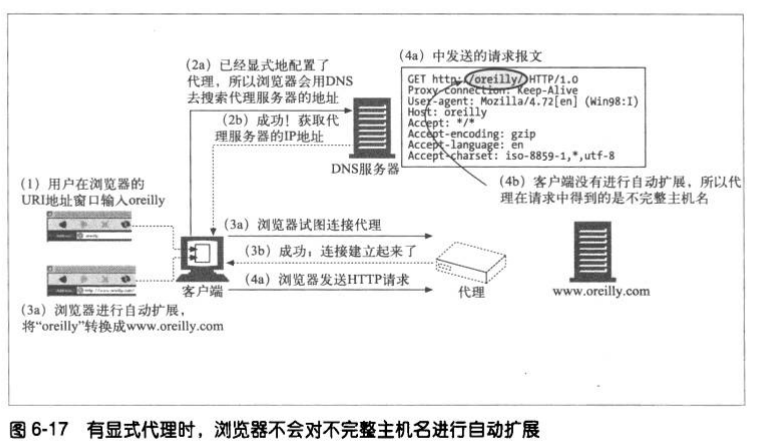 (2a) 已经显式地配置了
代理，所以浏览器会用DNS
去搜索代理服务器的地址
(2b) 成功！获取代
理服务器的IP地址
DNS服务器
(4a) 中发送的请求报文
GET http://oreilly/ HTTP/1.0
Proxy-connection: Keep-Alive
User-agent: Mozilla/4.72[en] (Win98:I)
Host: oreilly
Accept: */*
Accept-encoding: gzip
Accept-language: en
Accept-charset: iso-8859-1,*,utf-8
(4b) 客户端没有进行自动扩展，所以代
理在请求中得到的是不完整主机名
(1) 用户在浏览器的
URI地址窗口输入oreilly
(3a) 浏览器试图连接代理
(3b) 成功；连接建立起来了
(4a) 浏览器发送HTTP请求
客户端
代理
www.oreilly.com
(3a) 浏览器进行自动扩展，
将“oreilly”转换成www.oreilly.com
图 6-17 有显式代理时，浏览器不会对不完整主机名进行自动扩展